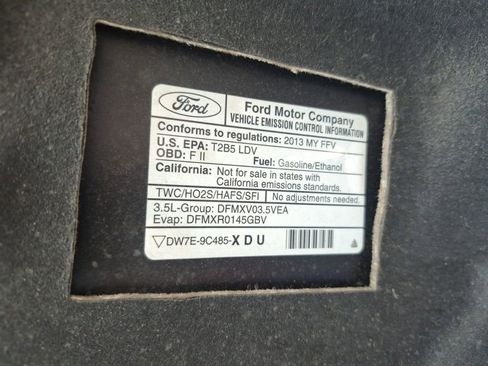 Ford
Ford Motor Company
VEHICLE EMISSION CONTROL INFORMATION
Conforms to regulations: 2013 MY FFV
U.S. EPA: T2B5 LDV
OBD: F II Fuel: Gasoline/Ethanol
California: Not for sale in states with
California emissions standards.
TWC/HO2S/HAFS/SFI No adjustments needed.
3.5L-Group: DFMXV03.5VEA
Evap: DFMXR0145GBV
DW7E-9C485-X D U